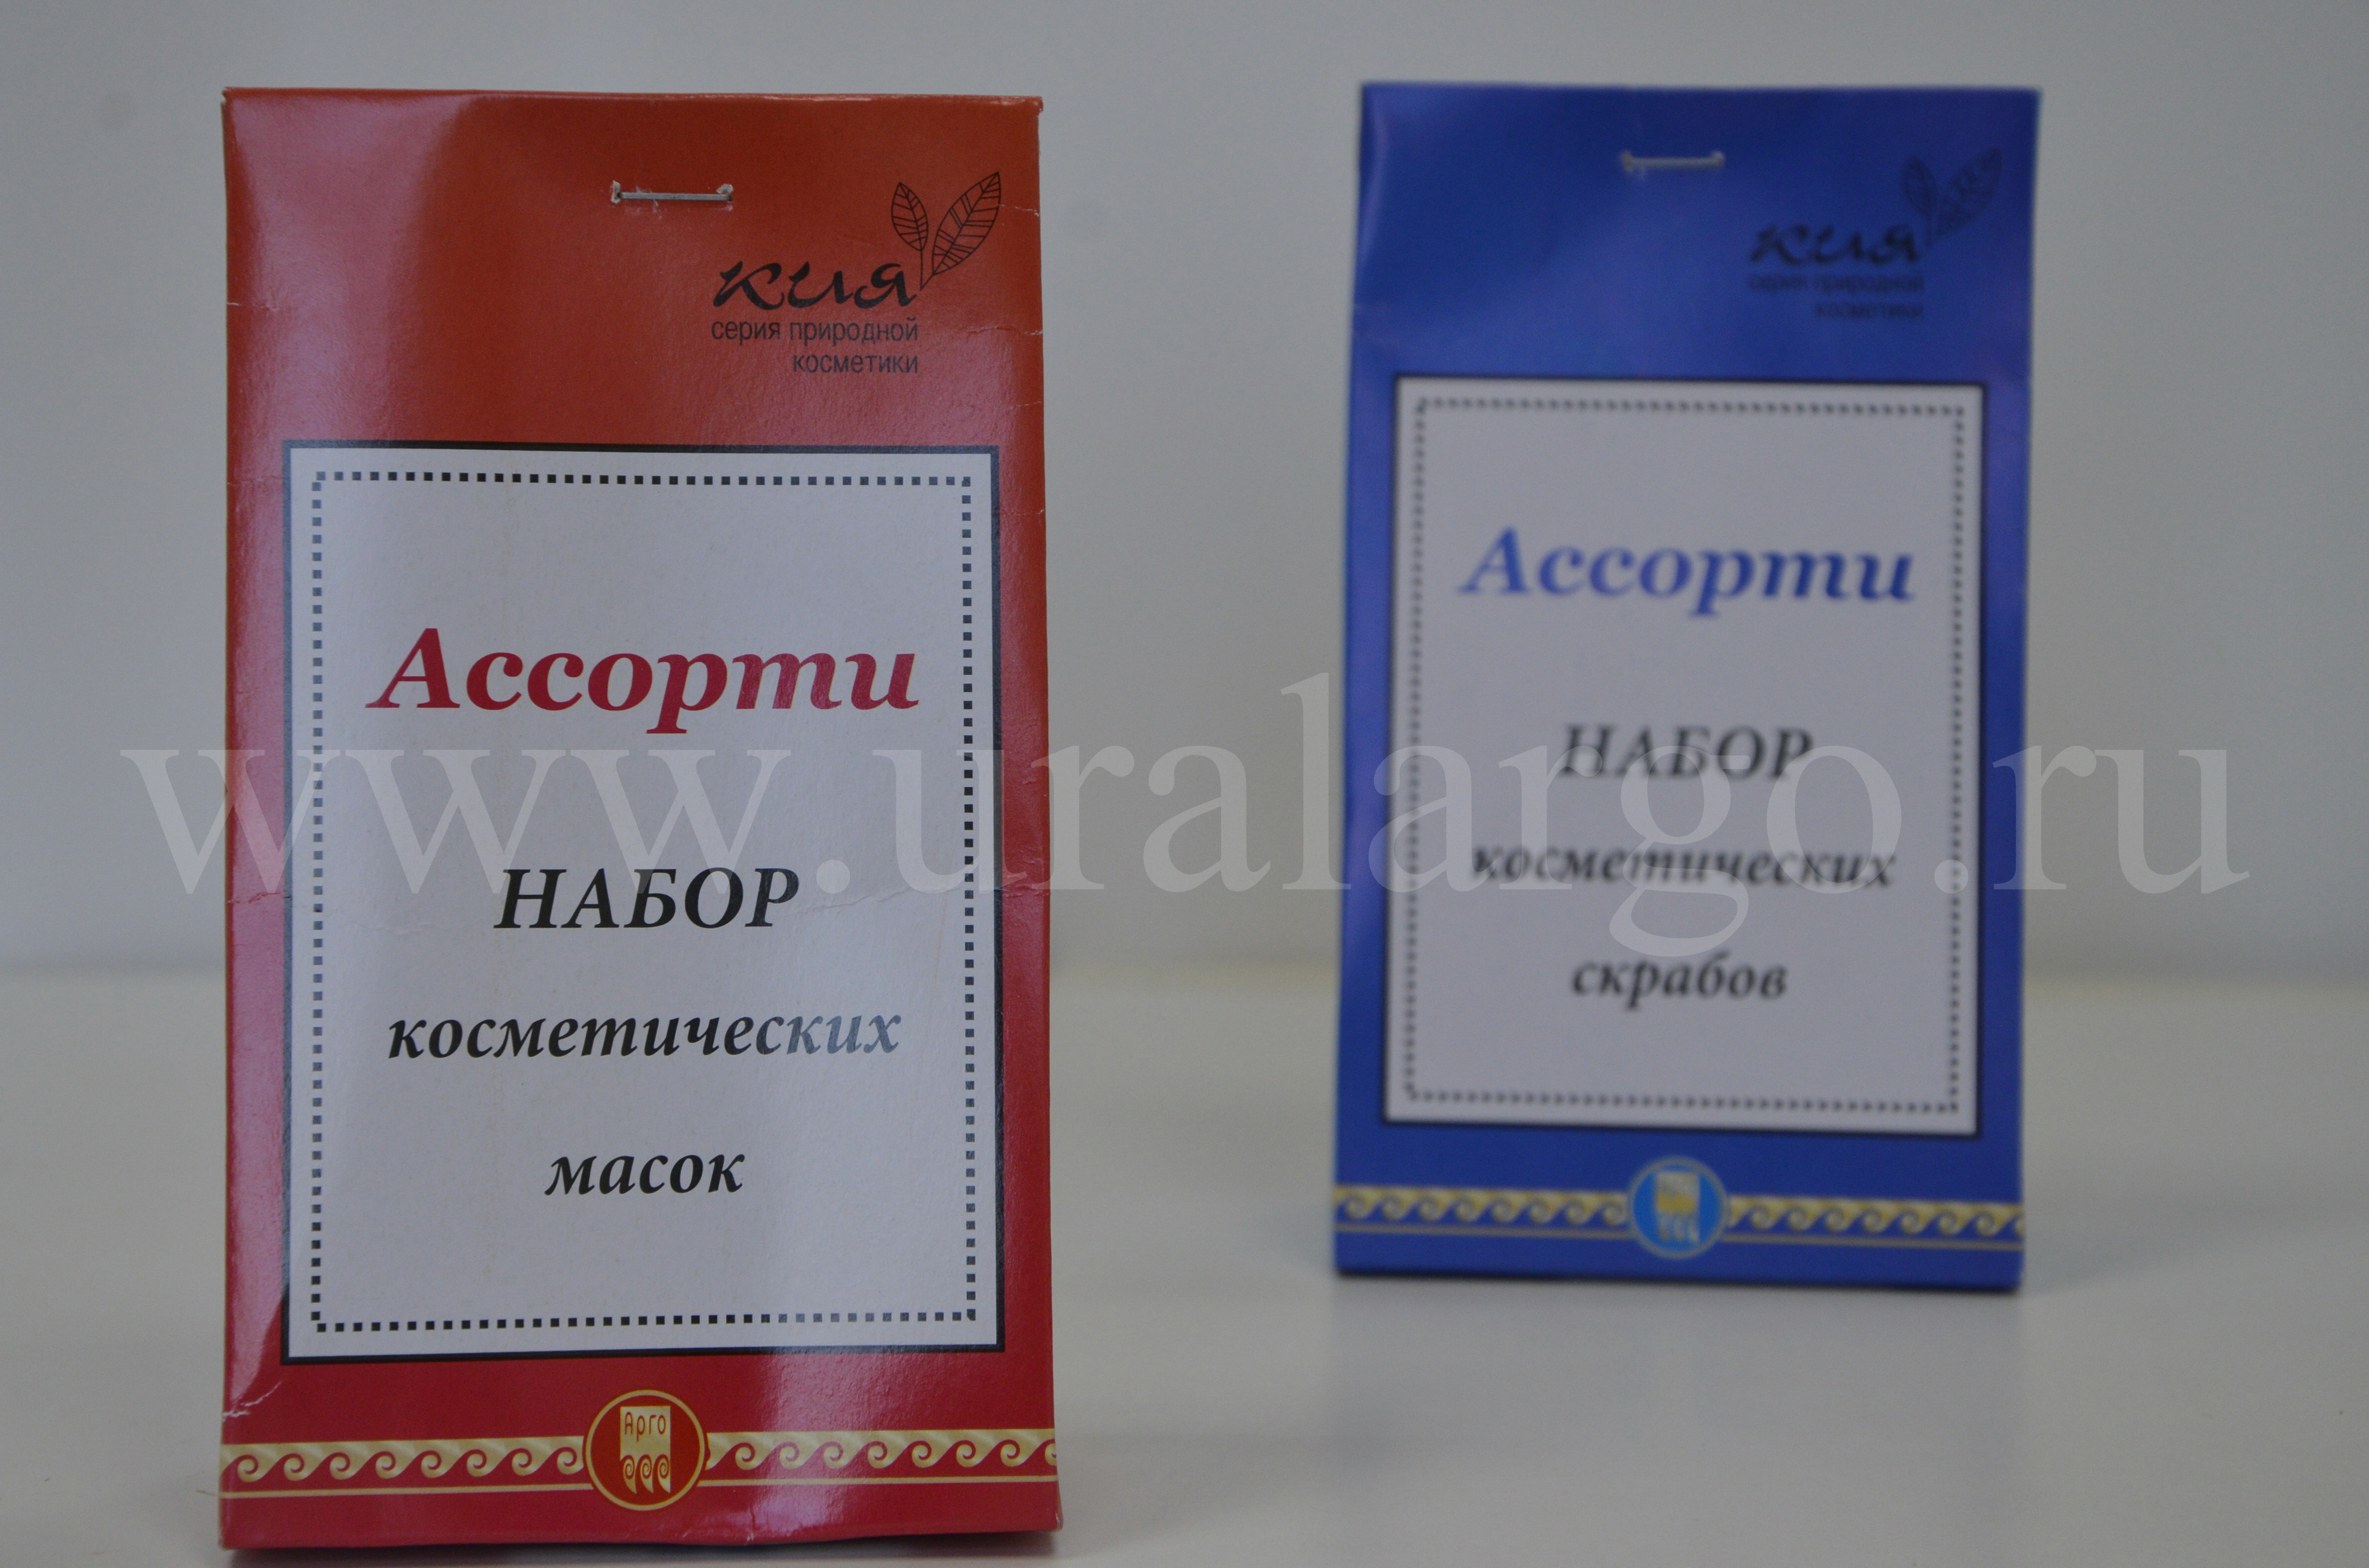 кия
серия природной
косметики
Ассорти
НАБОР
косметических
масок
Арго
кия
серия природной
косметики
Ассорти
НАБОР
косметических
скрабов
www.uralargo.ru